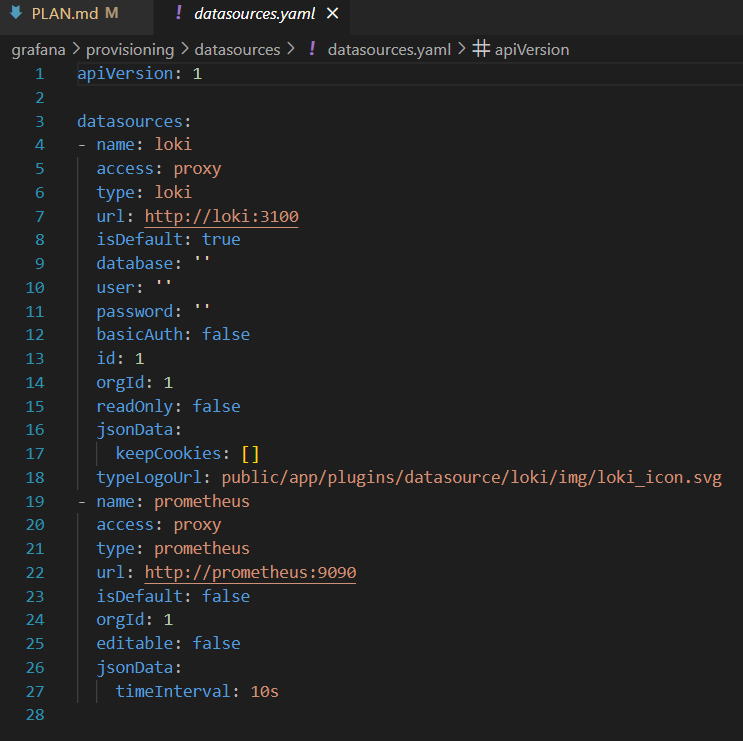 PLAN.md M ! datasources.yaml ×
grafana > provisioning > datasources > ! datasources.yaml > # apiVersion
1 apiVersion: 1
2
3 datasources:
4 - name: loki
5   access: proxy
6   type: loki
7   url: http://loki:3100
8   isDefault: true
9   database: ''
10   user: ''
11   password: ''
12   basicAuth: false
13   id: 1
14   orgId: 1
15   readOnly: false
16   jsonData:
17     keepCookies: []
18   typeLogoUrl: public/app/plugins/datasource/loki/img/loki_icon.svg
19 - name: prometheus
20   access: proxy
21   type: prometheus
22   url: http://prometheus:9090
23   isDefault: false
24   orgId: 1
25   editable: false
26   jsonData:
27     timeInterval: 10s
28